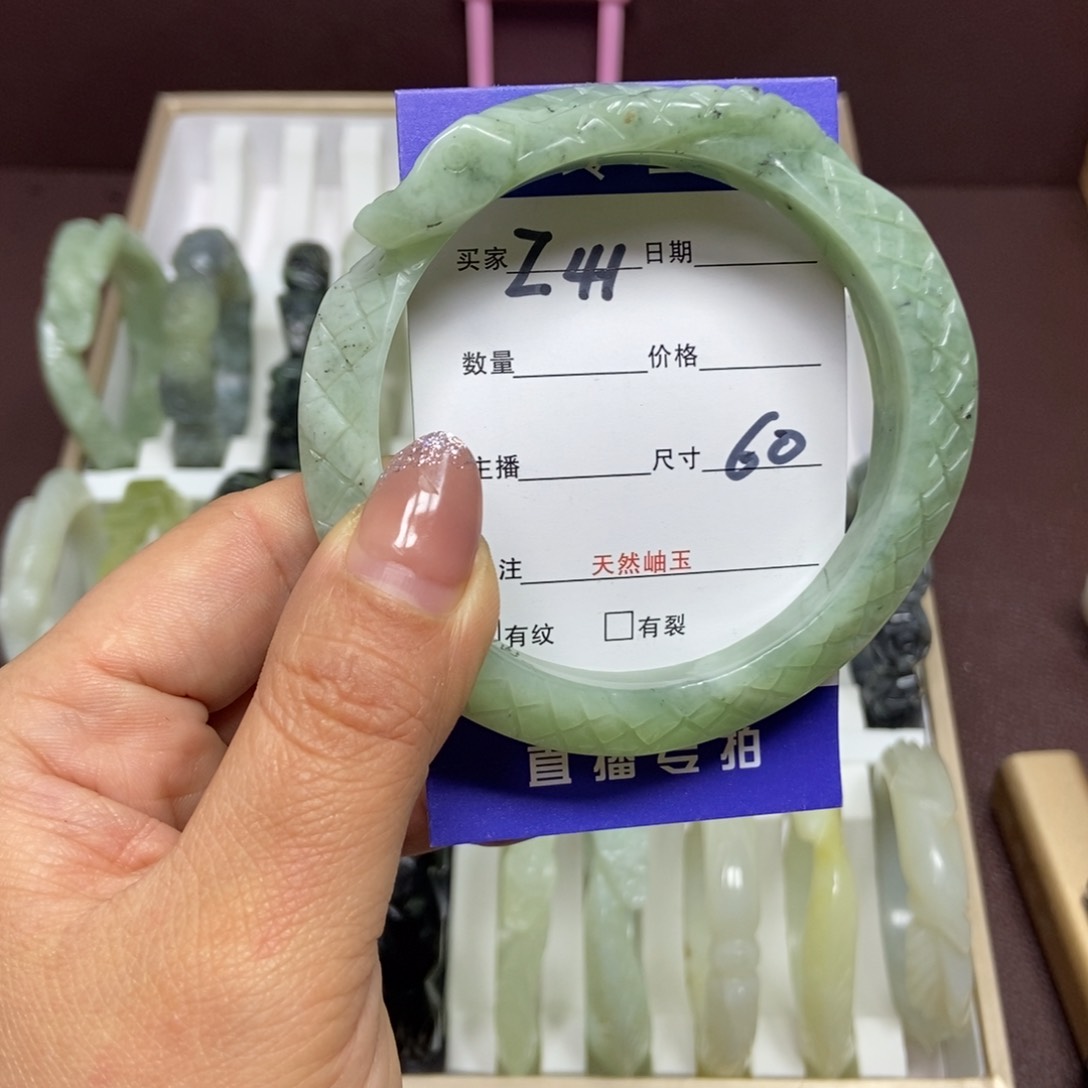 买家 Z44 日期
数量 价格
主播 尺寸 60
注 天然岫玉
有纹 有裂
直播专拍